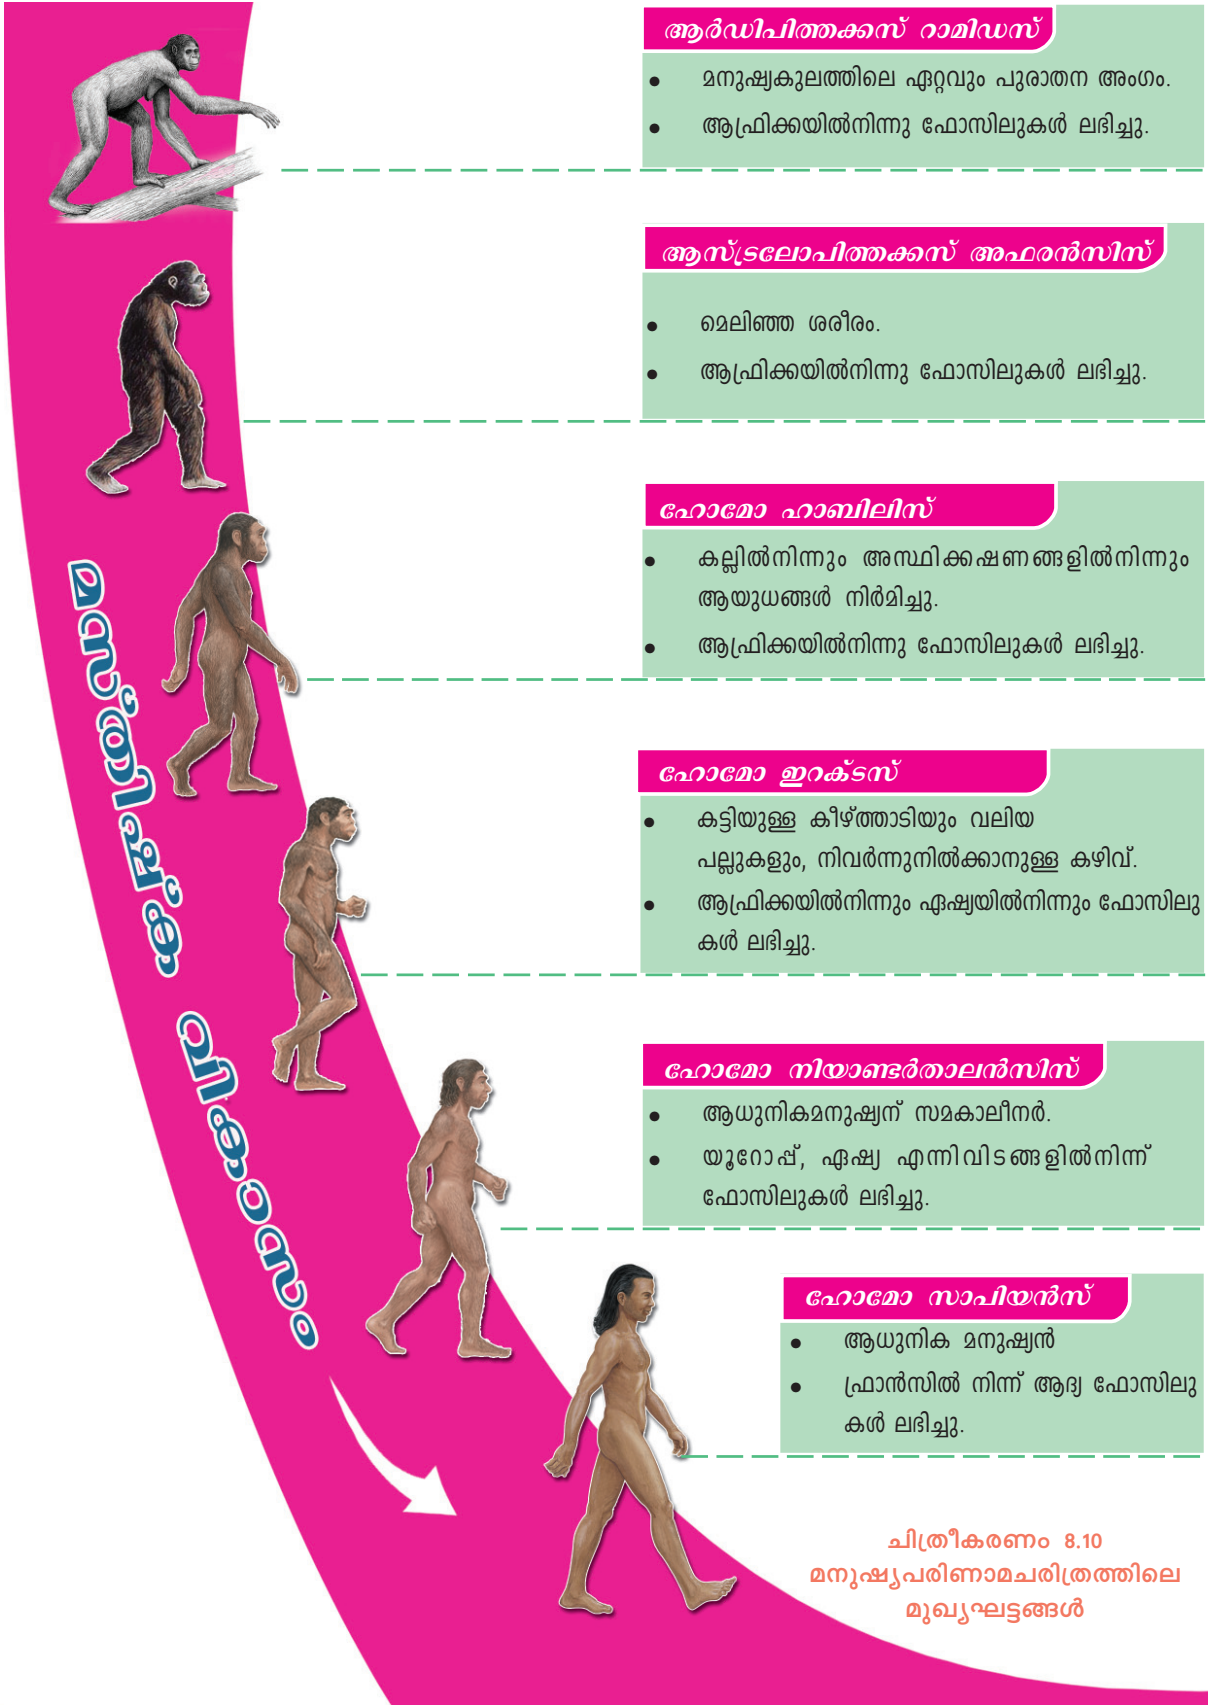 ആർഡിപിത്തക്കസ് റാമിഡസ്
• മനുഷ്യകുലത്തിലെ ഏറ്റവും പുരാതന അംഗം.
• ആഫ്രിക്കയിൽനിന്നു ഫോസിലുകൾ ലഭിച്ചു.
ആസ്ട്രലോപിത്തക്കസ് അഫരൻസിസ്
• മെലിഞ്ഞ ശരീരം.
• ആഫ്രിക്കയിൽനിന്നു ഫോസിലുകൾ ലഭിച്ചു.
ഹോമോ ഹാബിലിസ്
• കല്ലിൽനിന്നും അസ്ഥിക്കഷണങ്ങളിൽനിന്നും
ആയുധങ്ങൾ നിർമിച്ചു.
• ആഫ്രിക്കയിൽനിന്നു ഫോസിലുകൾ ലഭിച്ചു.
ഹോമോ ഇറക്ടസ്
• കട്ടിയുള്ള കീഴ്ത്താടിയും വലിയ
പല്ലുകളും, നിവർന്നുനിൽക്കാനുള്ള കഴിവ്.
• ആഫ്രിക്കയിൽനിന്നും ഏഷ്യയിൽനിന്നും ഫോസിലു
കൾ ലഭിച്ചു.
ഹോമോ നിയാണ്ടർതാലൻസിസ്
• ആധുനികമനുഷ്യന് സമകാലീനർ.
• യൂറോപ്പ്, ഏഷ്യ എന്നിവിടങ്ങളിൽനിന്ന്
ഫോസിലുകൾ ലഭിച്ചു.
ഹോമോ സാപിയൻസ്
• ആധുനിക മനുഷ്യൻ
• ഫ്രാൻസിൽ നിന്ന് ആദ്യ ഫോസിലു
കൾ ലഭിച്ചു.
മസ്തിഷ്ക വികാസം
ചിത്രീകരണം 8.10
മനുഷ്യപരിണാമചരിത്രത്തിലെ
മുഖ്യഘട്ടങ്ങൾ